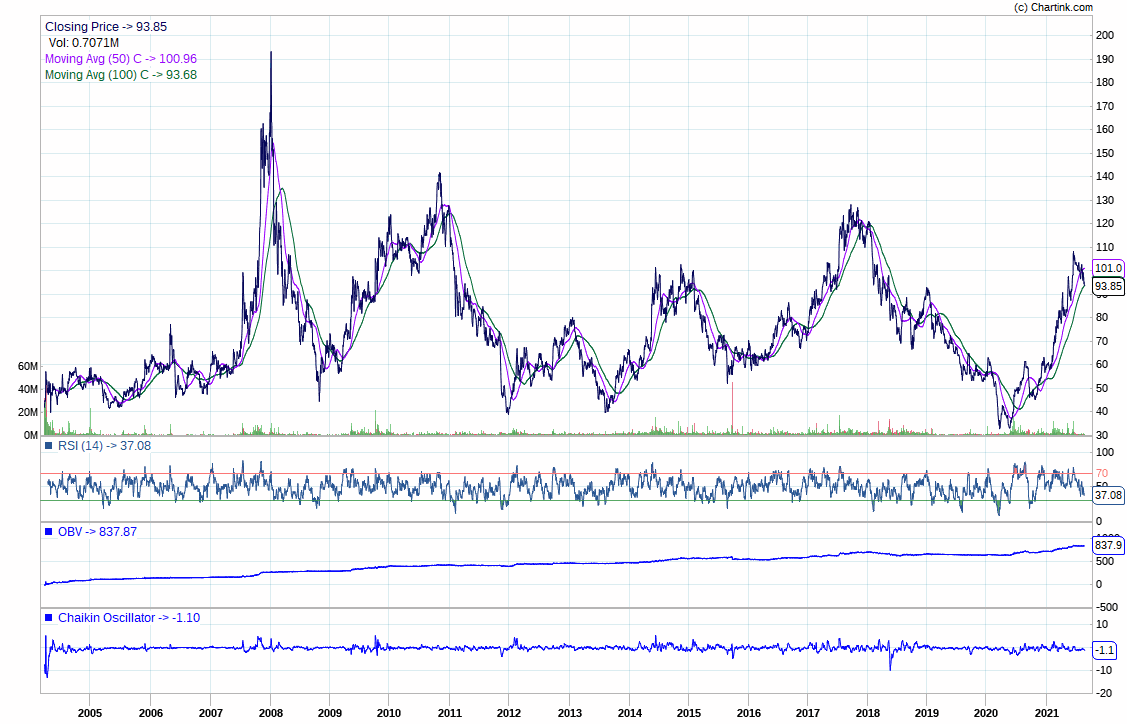 (c) Chartink.com
Closing Price -> 93.85
Vol: 0.7071M
Moving Avg (50) C -> 100.96
Moving Avg (100) C -> 93.68
200
190
180
170
160
150
140
130
120
110
101.0
93.85
80
70
60
50
40
30
60M
40M
20M
0M
RSI (14) -> 37.08
100
70
50
37.08
0
OBV -> 837.87
1000
837.9
500
0
-500
Chaikin Oscillator -> -1.10
10
-1.1
-10
-20
2005 2006 2007 2008 2009 2010 2011 2012 2013 2014 2015 2016 2017 2018 2019 2020 2021